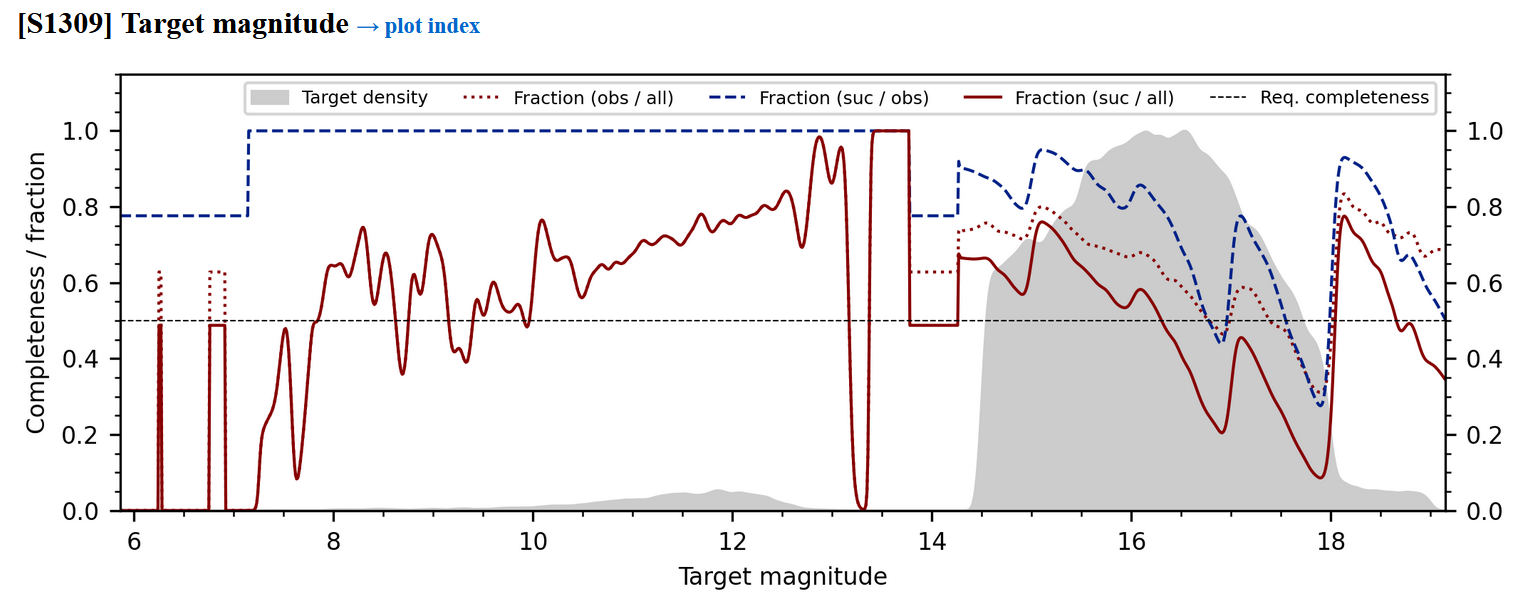 [S1309] Target magnitude → plot index
Target density Fraction (obs / all) Fraction (suc / obs) Fraction (suc / all) Req. completeness
1.0 1.0
0.8 0.8
0.6 0.6
0.4 0.4
0.2 0.2
0.0 0.0
Completeness / fraction
6 8 10 12 14 16 18
Target magnitude